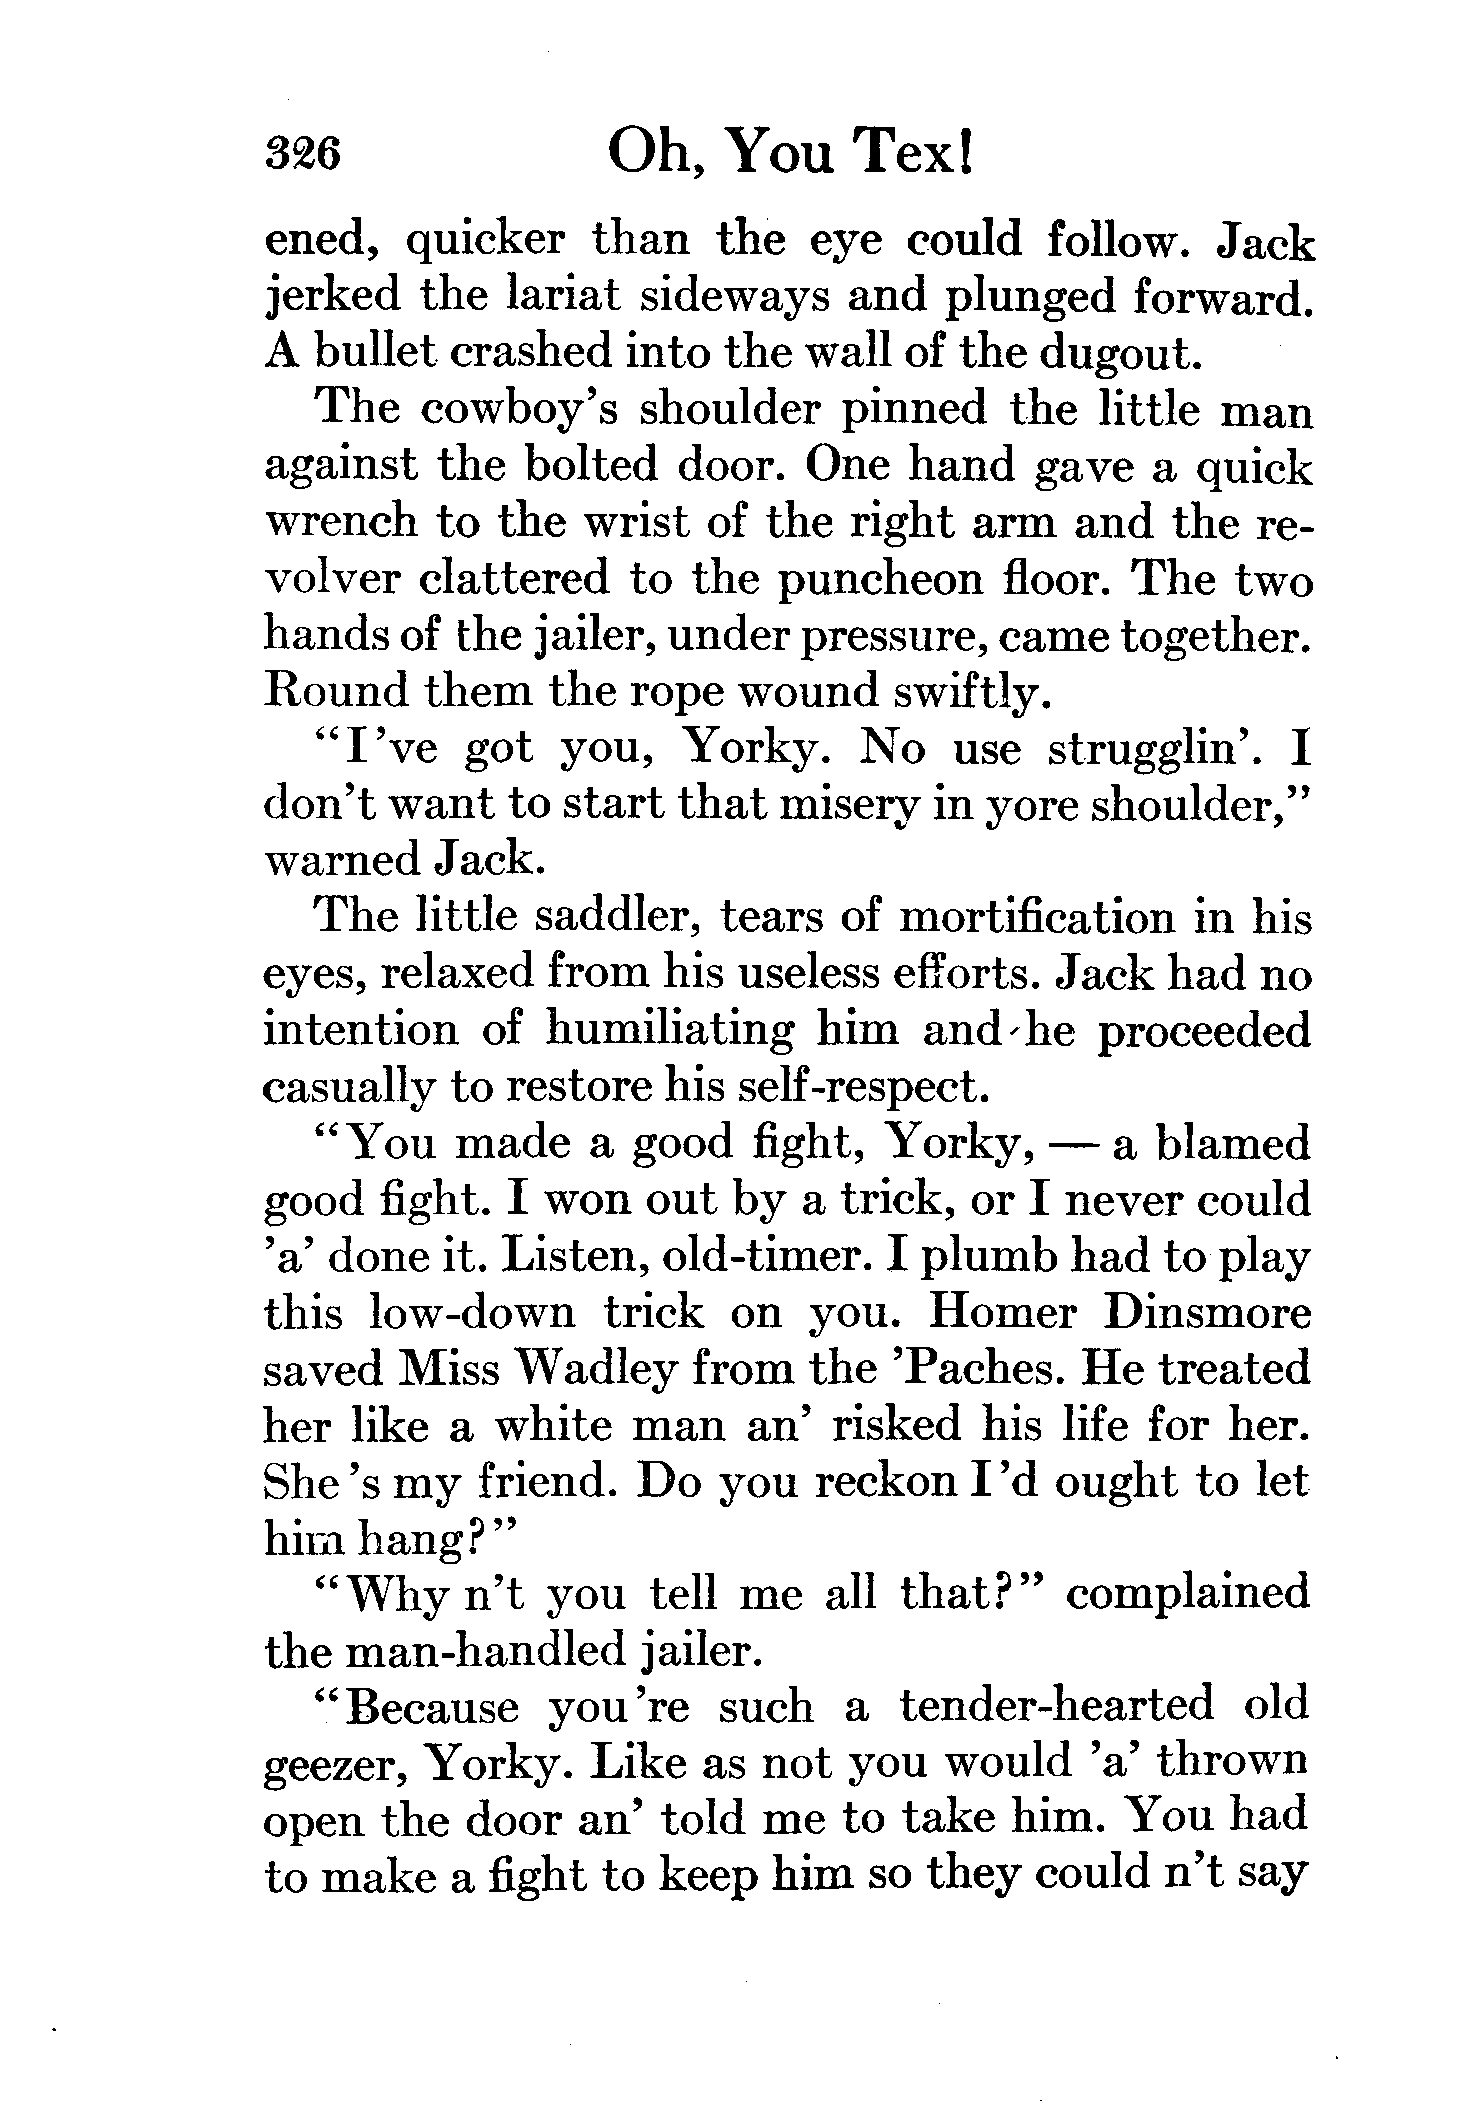 326 Oh, You Tex!
ened, quicker than the eye could follow. Jack
jerked the lariat sideways and plunged forward.
A bullet crashed into the wall of the dugout.
The cowboy's shoulder pinned the little man
against the bolted door. One hand gave a quick
wrench to the wrist of the right arm and the re-
volver clattered to the puncheon floor. The two
hands of the jailer, under pressure, came together.
Round them the rope wound swiftly.
"I 've got you, Yorky. No use strugglin'. I
don't want to start that misery in yore shoulder,"
warned Jack.
The little saddler, tears of mortification in his
eyes, relaxed from his useless efforts. Jack had no
intention of humiliating him and he proceeded
casually to restore his self-respect.
"You made a good fight, Yorky, — a blamed
good fight. I won out by a trick, or I never could
'a' done it. Listen, old-timer. I plumb had to play
this low-down trick on you. Homer Dinsmore
saved Miss Wadley from the 'Paches. He treated
her like a white man an' risked his life for her.
She 's my friend. Do you reckon I 'd ought to let
him hang?"
"Why n't you tell me all that?" complained
the man-handled jailer.
"Because you 're such a tender-hearted old
geezer, Yorky. Like as not you would 'a' thrown
open the door an' told me to take him. You had
to make a fight to keep him so they could n't say